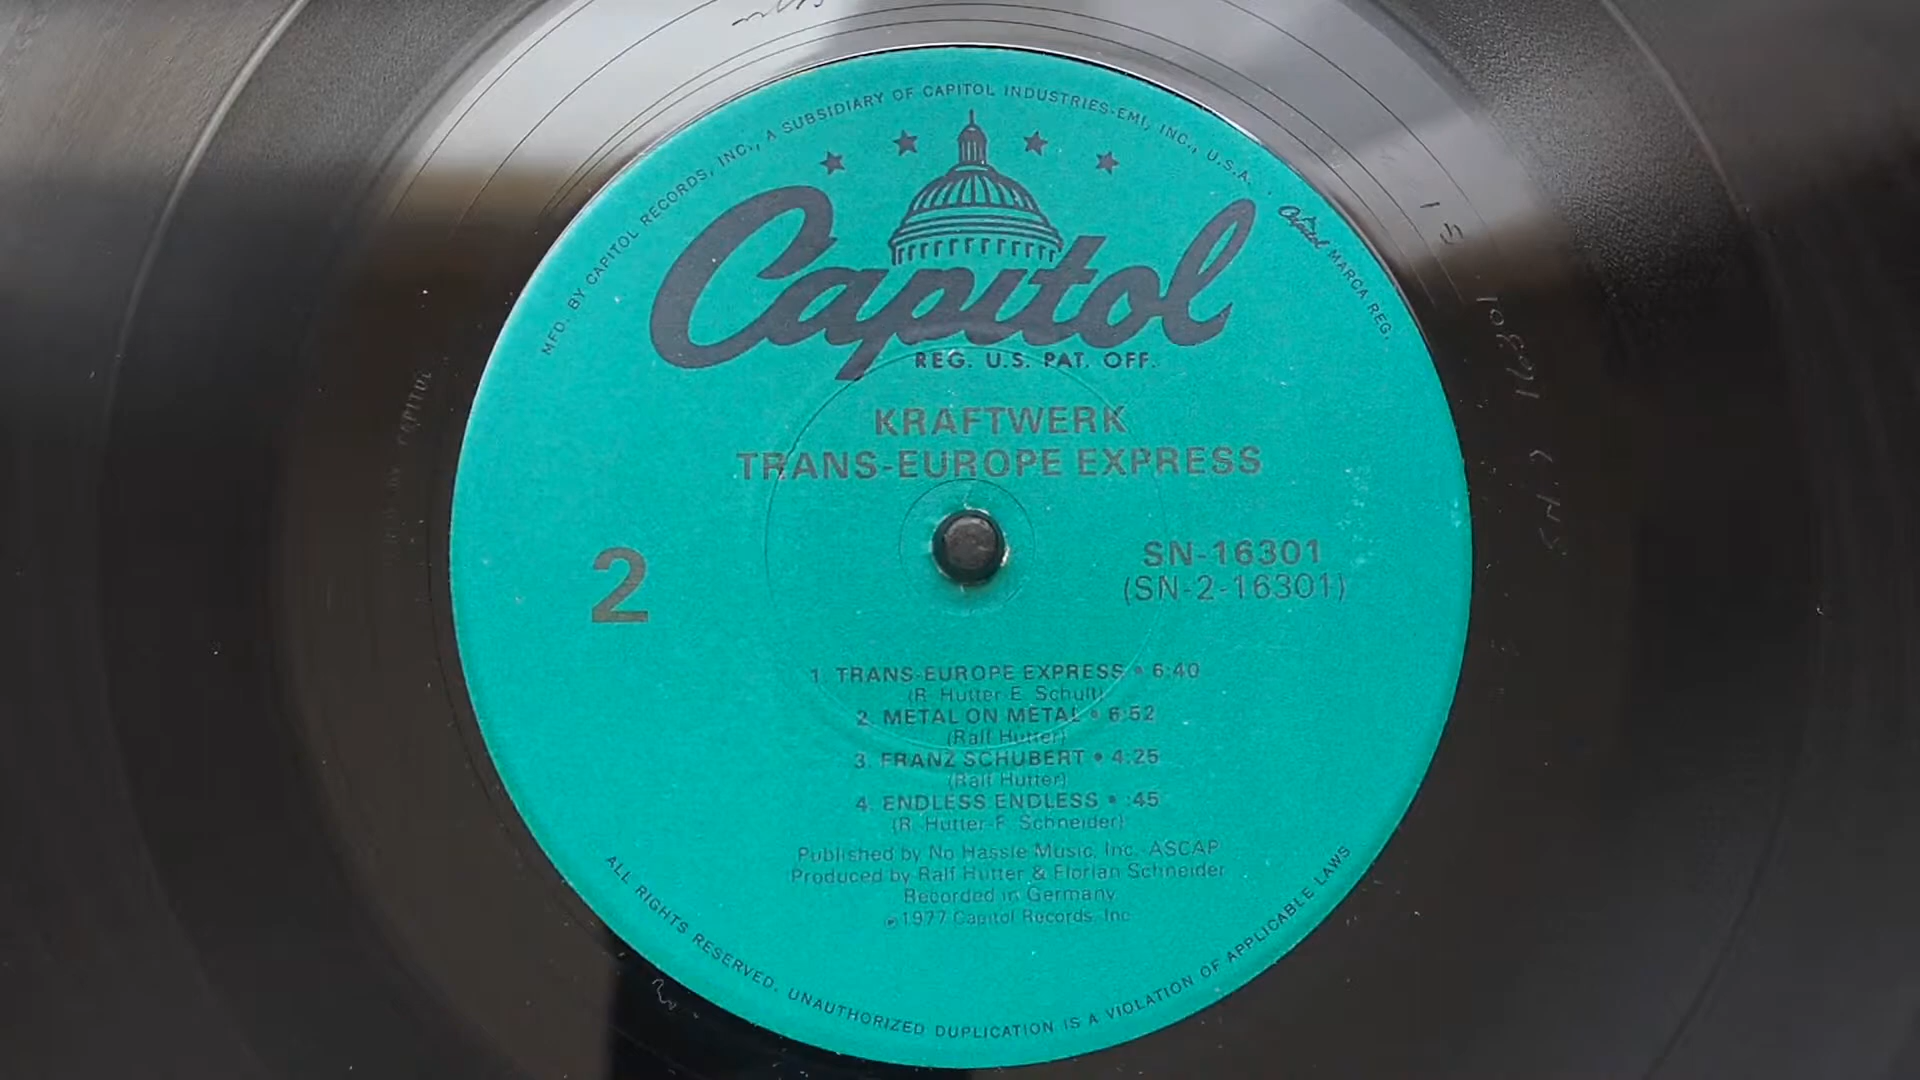 MFD. BY CAPITOL RECORDS, INC., A SUBSIDIARY OF CAPITOL INDUSTRIES-EMI, INC., U.S.A.
Capitol MARCA REG.
Capitol
REG. U.S. PAT. OFF.
KRAFTWERK
TRANS-EUROPE EXPRESS
2
SN-16301
(SN-2-16301)
1. TRANS-EUROPE EXPRESS • 6:40
(R. Hutter-E. Schult)
2. METAL ON METAL • 6:52
(Ralf Hutter)
3. FRANZ SCHUBERT • 4:25
(Ralf Hutter)
4. ENDLESS ENDLESS • :45
(R. Hutter-F. Schneider)
Published by No Hassle Music, Inc.-ASCAP
Produced by Ralf Hutter & Florian Schneider
Recorded in Germany
℗1977 Capitol Records, Inc.
ALL RIGHTS RESERVED. UNAUTHORIZED DUPLICATION IS A VIOLATION OF APPLICABLE LAWS